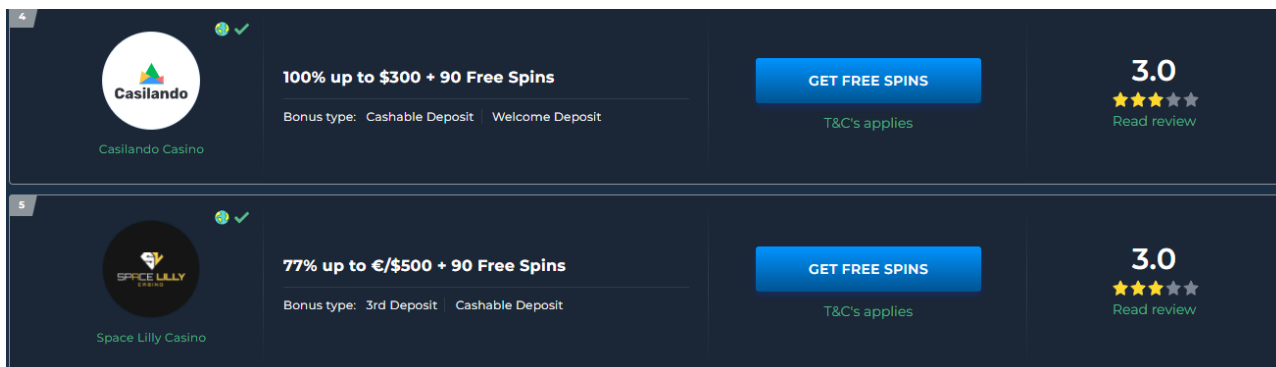 4
Casilando
Casilando Casino
100% up to $300 + 90 Free Spins
Bonus type: Cashable Deposit Welcome Deposit
GET FREE SPINS
T&C's applies
3.0
Read review
5
SPACE LILLY
CASINO
Space Lilly Casino
77% up to €/$500 + 90 Free Spins
Bonus type: 3rd Deposit Cashable Deposit
GET FREE SPINS
T&C's applies
3.0
Read review